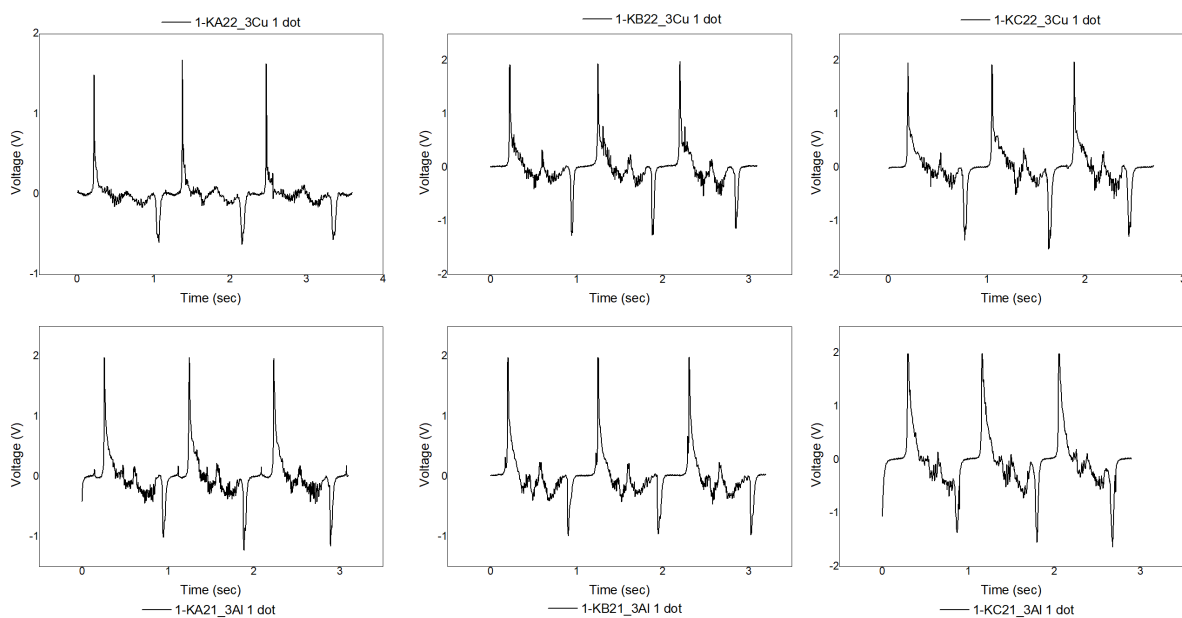 1-KA22_3Cu 1 dot
Voltage (V)
2
1
0
-1
0 1 2 3 4
Time (sec)
1-KB22_3Cu 1 dot
Voltage (V)
2
1
0
-1
-2
0 1 2 3
Time (sec)
1-KC22_3Cu 1 dot
Voltage (V)
2
1
0
-1
-2
0 1 2 3
Time (sec)
Voltage (V)
2
1
0
-1
0 1 2 3
Time (sec)
1-KA21_3Al 1 dot
Voltage (V)
2
1
0
-1
0 1 2 3
Time (sec)
1-KB21_3Al 1 dot
Voltage (V)
2
1
0
-1
-2
0 1 2 3
Time (sec)
1-KC21_3Al 1 dot